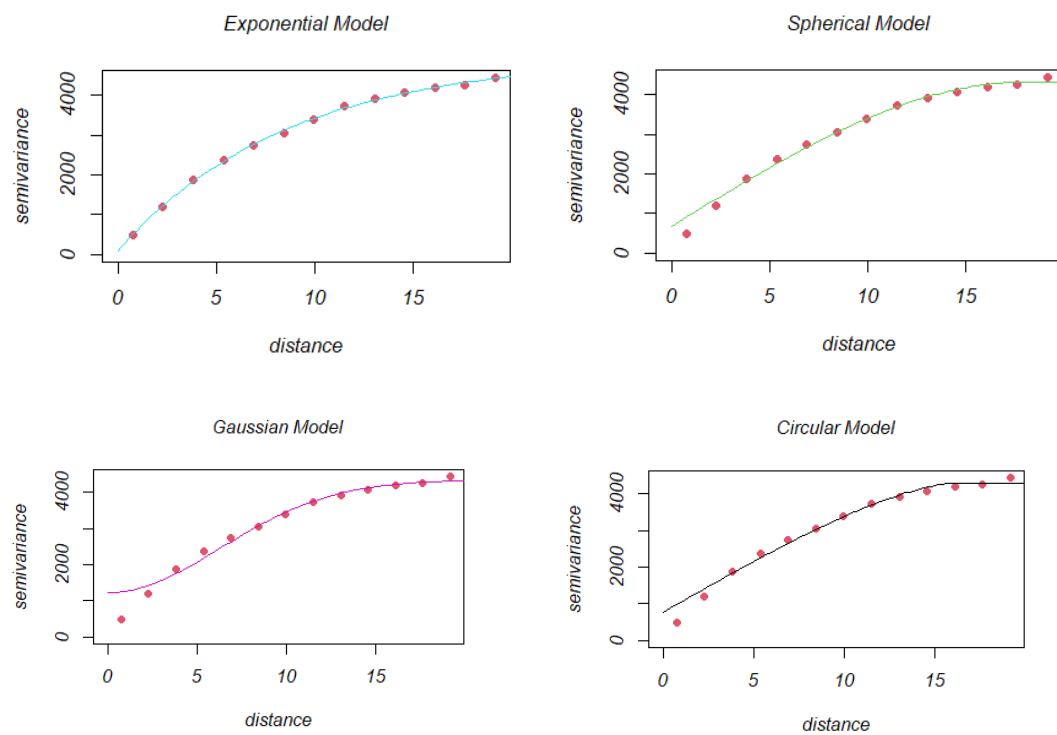 Exponential Model
semivariance
4000
2000
0
0 5 10 15
distance
Spherical Model
semivariance
4000
2000
0
0 5 10 15
distance
Gaussian Model
semivariance
4000
2000
0
0 5 10 15
distance
Circular Model
semivariance
4000
2000
0
0 5 10 15
distance